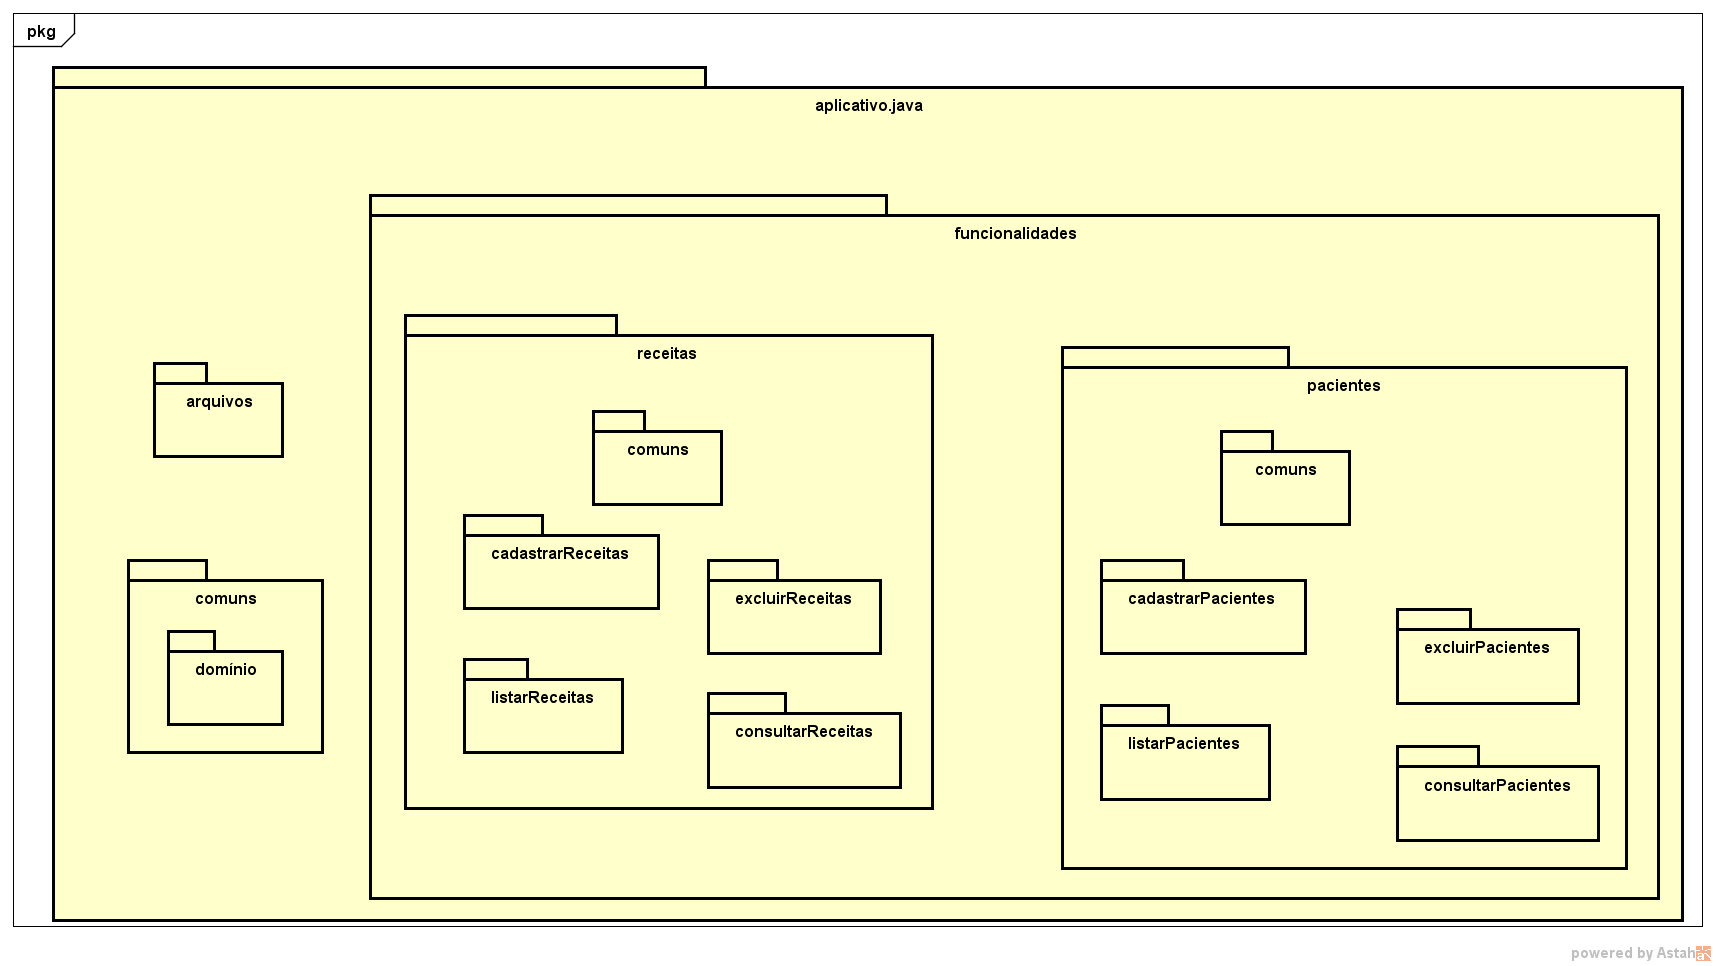 pkg
aplicativo.java
funcionalidades
receitas
comuns
cadastrarReceitas
excluirReceitas
listarReceitas
consultarReceitas
pacientes
comuns
cadastrarPacientes
excluirPacientes
listarPacientes
consultarPacientes
arquivos
comuns
domínio
powered by Astah